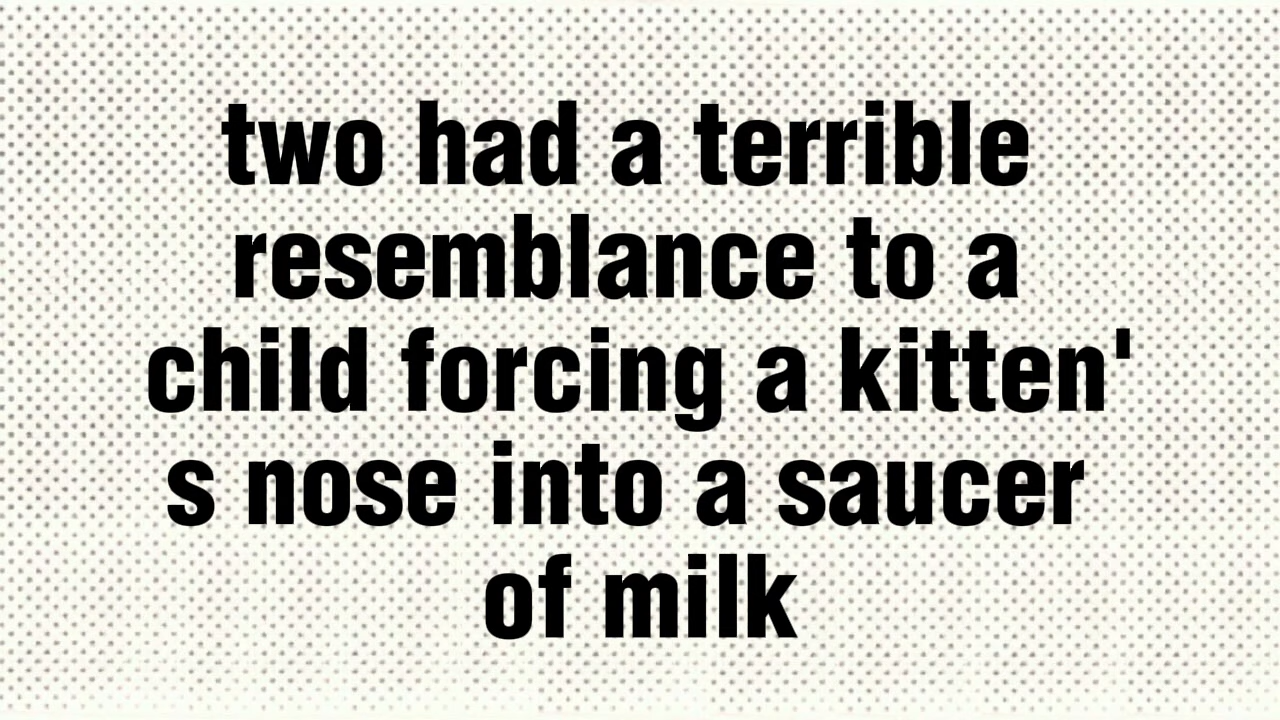 two had a terrible
resemblance to a
child forcing a kitten'
s nose into a saucer
of milk